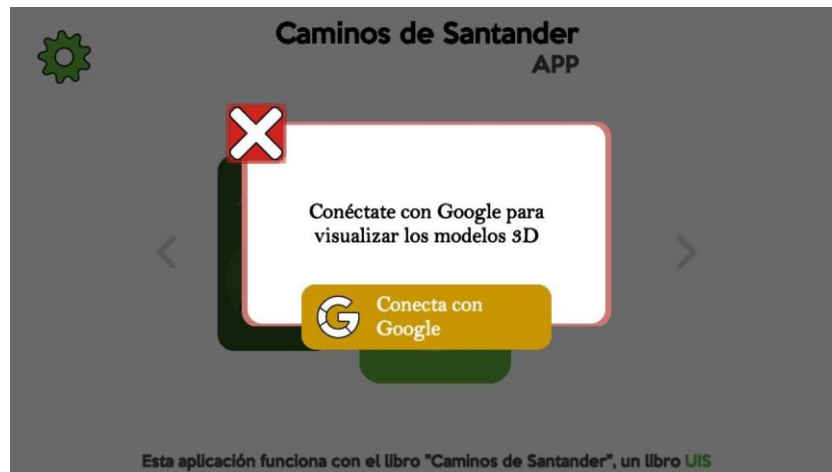 Caminos de Santander
APP
Conéctate con Google para
visualizar los modelos 3D
Conecta con
Google
Esta aplicación funciona con el libro "Caminos de Santander", un libro UIS